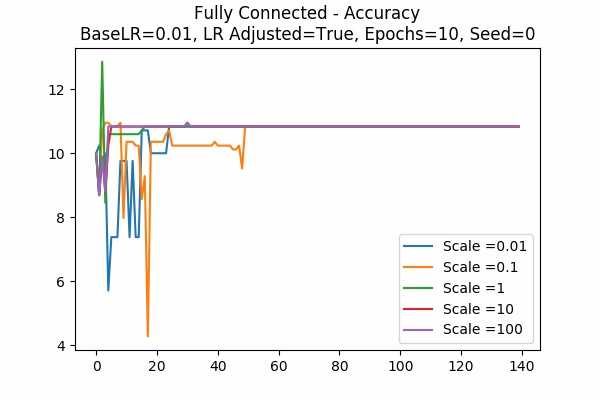 Fully Connected - Accuracy
BaseLR=0.01, LR Adjusted=True, Epochs=10, Seed=0
12
10
8
6
4
Scale =0.01
Scale =0.1
Scale =1
Scale =10
Scale =100
0 20 40 60 80 100 120 140